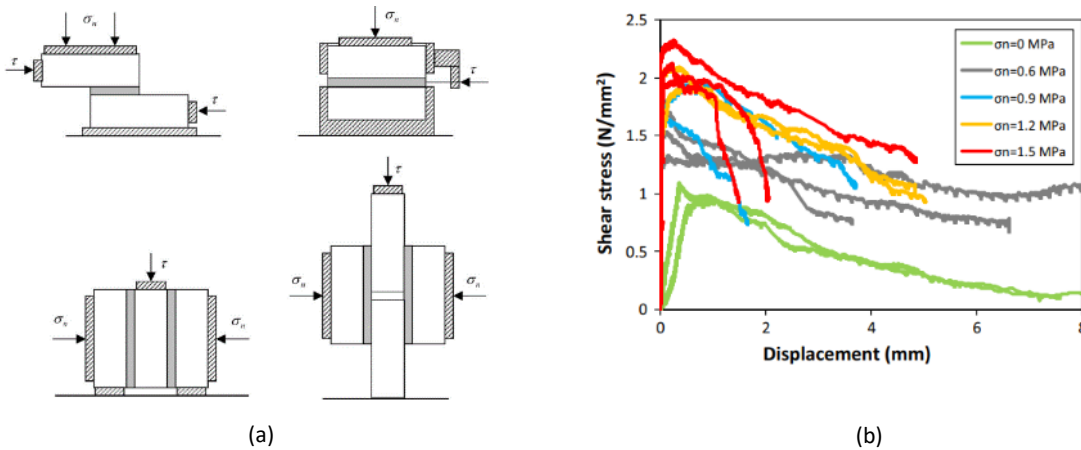 σn
τ
τ
σn
τ
τ
σn
σn
τ
σn
σn
(a)
2.5
2
1.5
1
0.5
0
0
2
4
6
8
Shear stress (N/mm²)
Displacement (mm)
σn=0 MPa
σn=0.6 MPa
σn=0.9 MPa
σn=1.2 MPa
σn=1.5 MPa
(b)